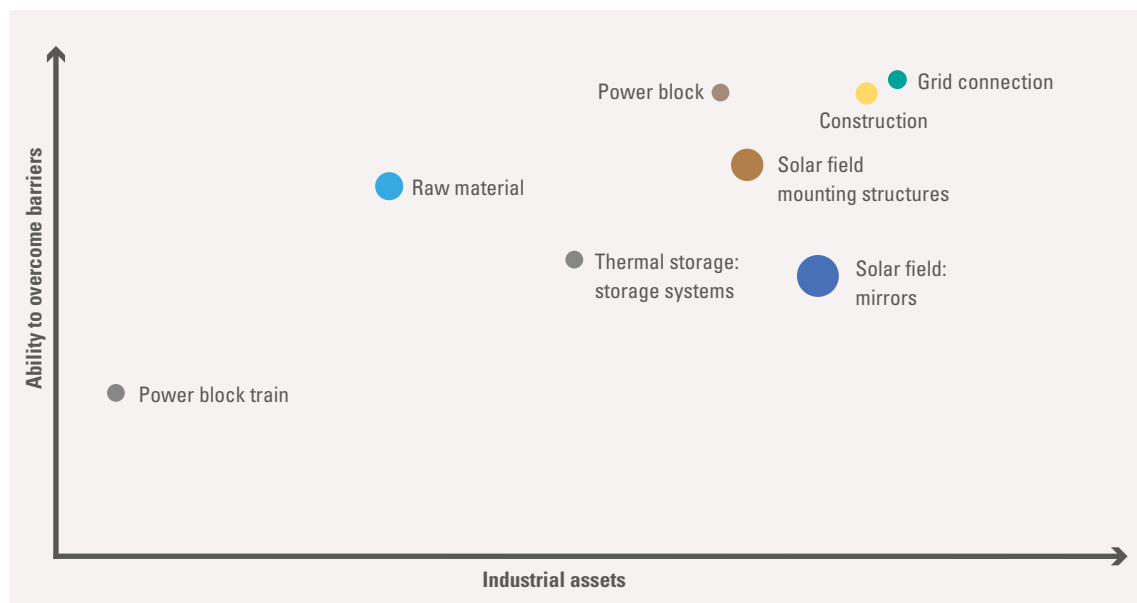 Power block
Grid connection
Construction
Solar field
mounting structures
Raw material
Thermal storage:
storage systems
Solar field:
mirrors
Power block train
Ability to overcome barriers
Industrial assets